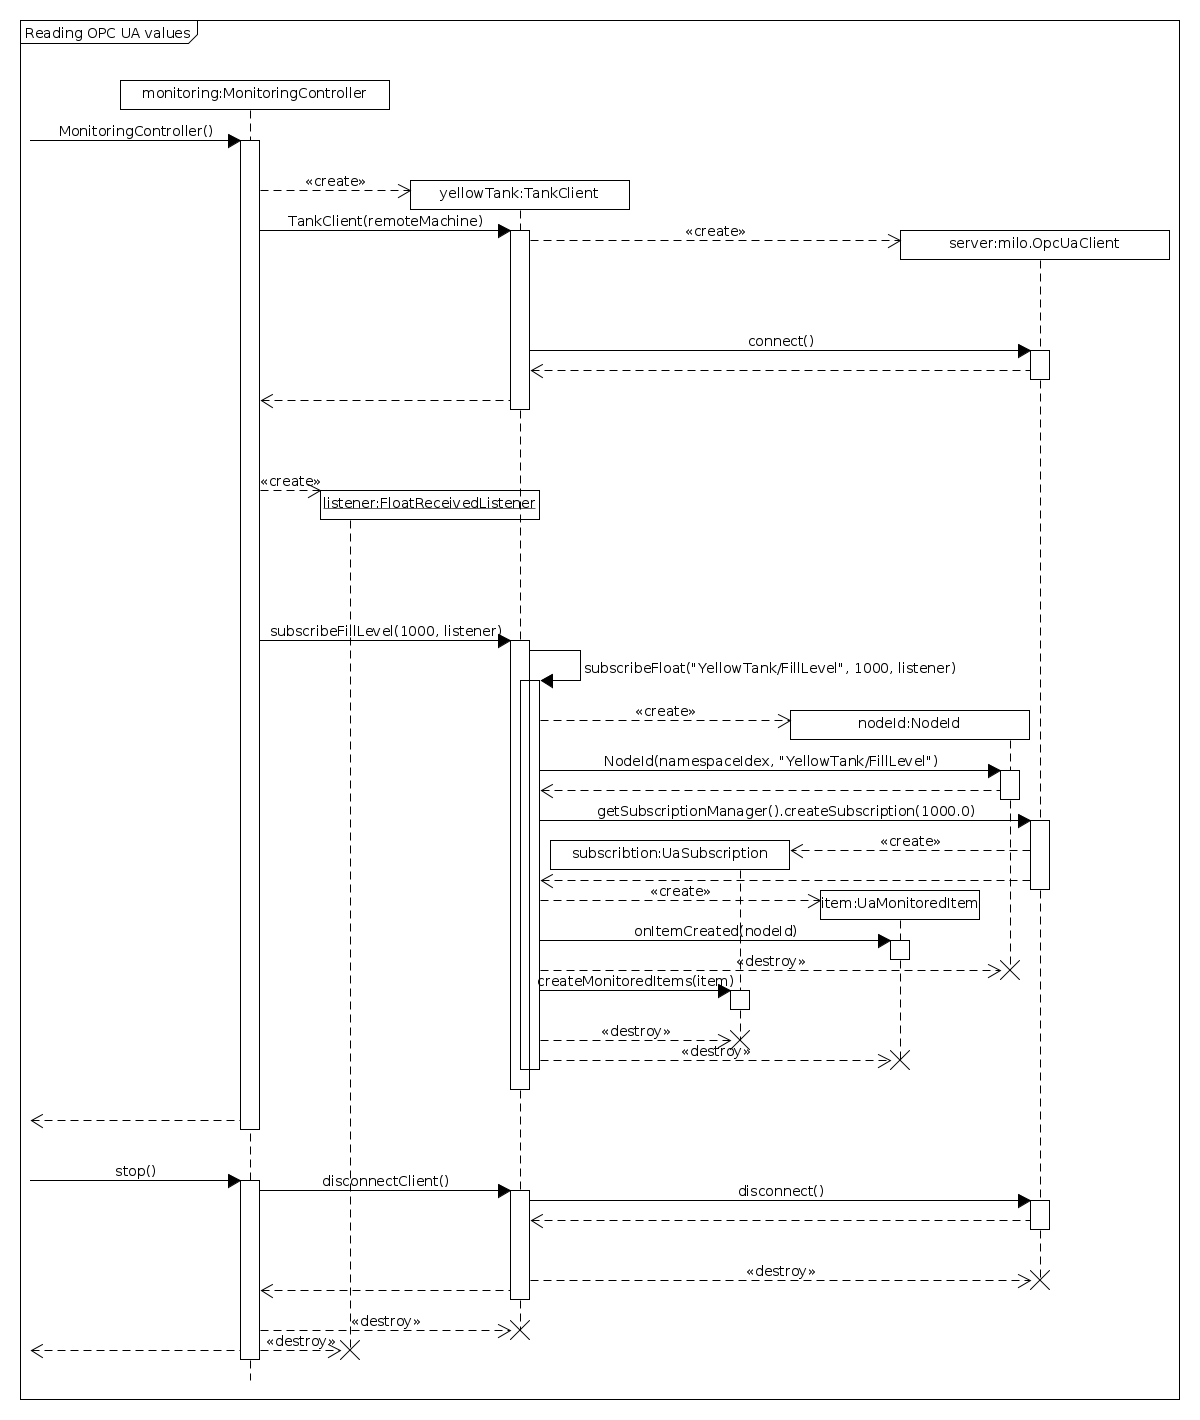 Reading OPC UA values
monitoring:MonitoringController
MonitoringController()
«create»
yellowTank:TankClient
TankClient(remoteMachine)
«create»
server:milo.OpcUaClient
connect()
«create»
listener:FloatReceivedListener
subscribeFillLevel(1000, listener)
subscribeFloat("YellowTank/FillLevel", 1000, listener)
«create»
nodeId:NodeId
NodeId(namespaceIdex, "YellowTank/FillLevel")
getSubscriptionManager().createSubscription(1000.0)
«create»
subscribtion:UaSubscription
«create»
item:UaMonitoredItem
onItemCreated(nodeId)
«destroy»
createMonitoredItems(item)
«destroy»
«destroy»
stop()
disconnectClient()
disconnect()
«destroy»
«destroy»
«destroy»